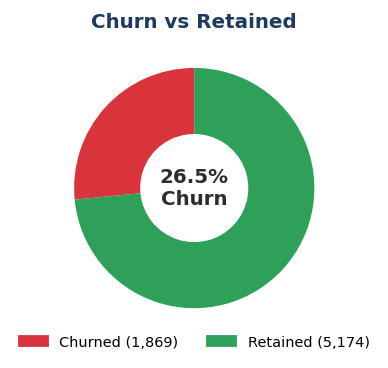 Churn vs Retained
26.5%
Churn
Churned (1,869)
Retained (5,174)